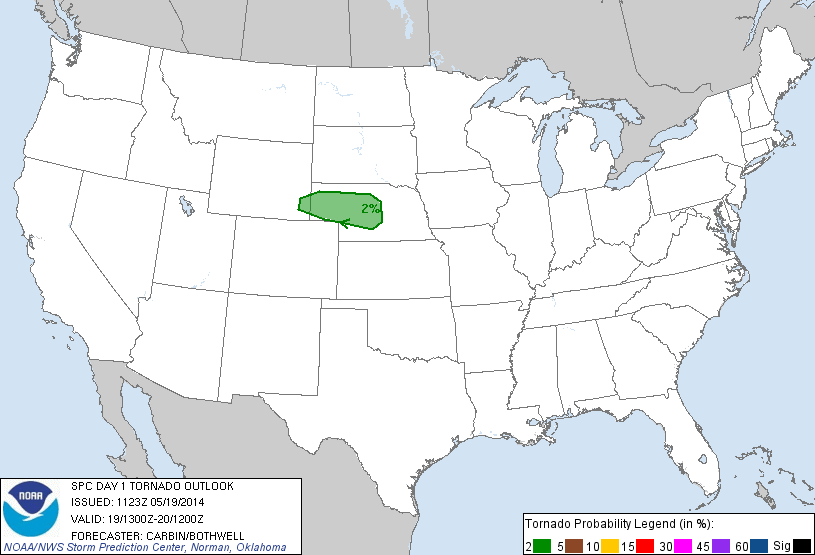 2%
NOAA
SPC DAY 1 TORNADO OUTLOOK
ISSUED: 1123Z 05/19/2014
VALID: 19/1300Z-20/1200Z
FORECASTER: CARBIN/BOTHWELL
NOAA/NWS Storm Prediction Center, Norman, Oklahoma
Tornado Probability Legend (in %):
2 5 10 15 30 45 60 Sig